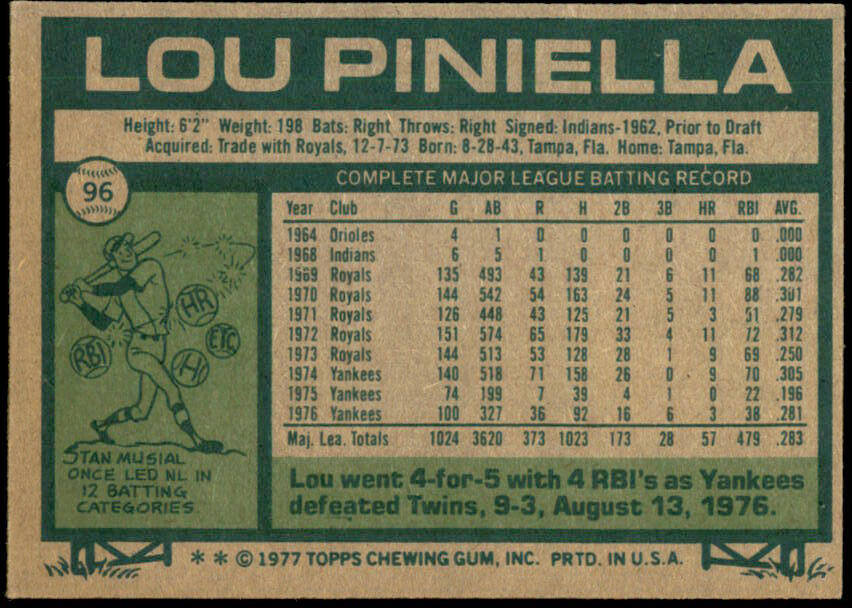 LOU PINIELLA
Height: 6'2" Weight: 198 Bats: Right Throws: Right Signed: Indians-1962, Prior to Draft
Acquired: Trade with Royals, 12-7-73 Born: 8-28-43, Tampa, Fla. Home: Tampa, Fla.
96
COMPLETE MAJOR LEAGUE BATTING RECORD
Year Club G AB R H 2B 3B HR RBI AVG.
1964 Orioles 4 1 0 0 0 0 0 0 .000
1968 Indians 6 5 1 0 0 0 0 1 .000
1969 Royals 135 493 43 139 21 6 11 68 .282
1970 Royals 144 542 54 163 24 5 11 88 .301
1971 Royals 126 448 43 125 21 5 3 51 .279
1972 Royals 151 574 65 179 33 4 11 72 .312
1973 Royals 144 513 53 128 28 1 9 69 .250
1974 Yankees 140 518 71 158 26 0 9 70 .305
1975 Yankees 74 199 7 39 4 1 0 22 .196
1976 Yankees 100 327 36 92 16 6 3 38 .281
Maj. Lea. Totals 1024 3620 373 1023 173 28 57 479 .283
HR
ETC
RBI
H
STAN MUSIAL
ONCE LED NL IN
12 BATTING
CATEGORIES.
Lou went 4-for-5 with 4 RBI's as Yankees
defeated Twins, 9-3, August 13, 1976.
* * © 1977 TOPPS CHEWING GUM, INC. PRTD. IN U.S.A.